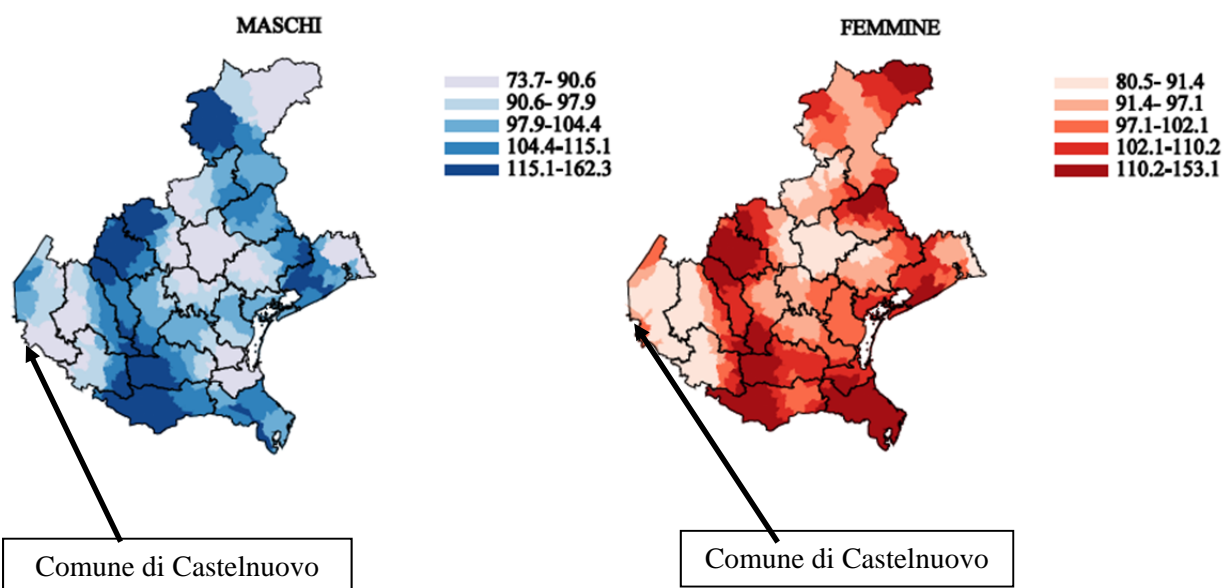 MASCHI
73.7- 90.6
90.6- 97.9
97.9-104.4
104.4-115.1
115.1-162.3
Comune di Castelnuovo
FEMMINE
80.5- 91.4
91.4- 97.1
97.1-102.1
102.1-110.2
110.2-153.1
Comune di Castelnuovo